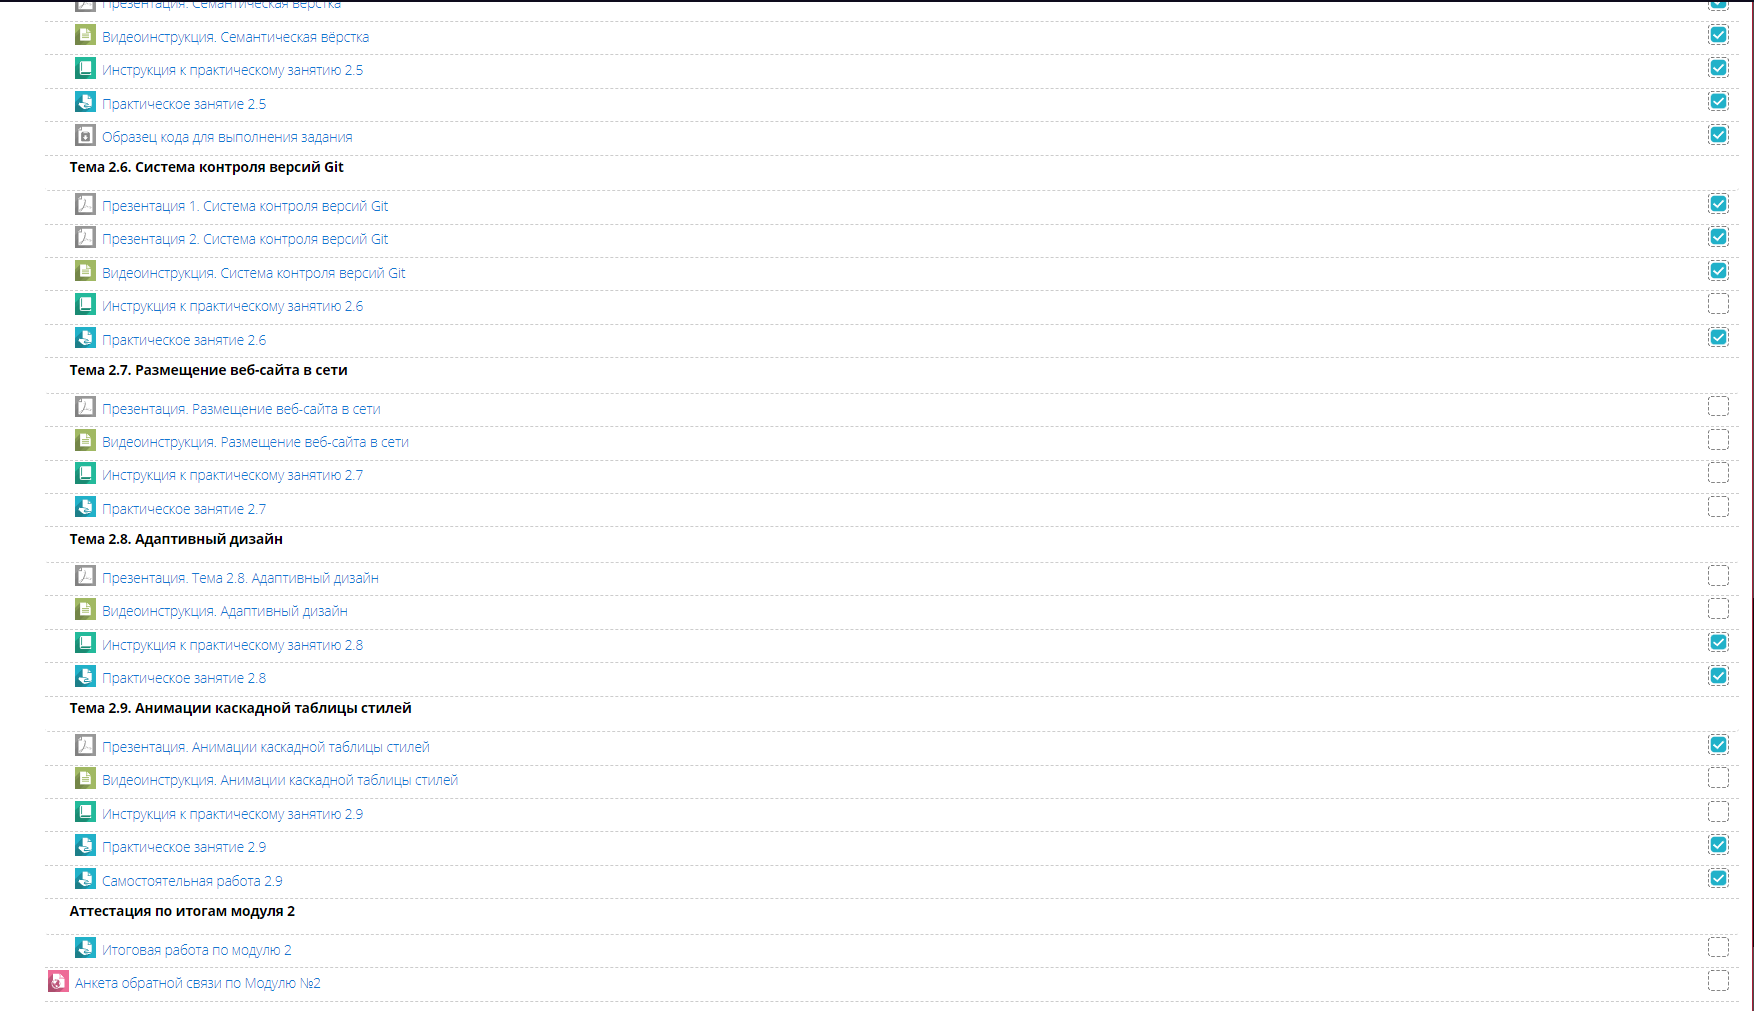 Презентация. Семантическая вёрстка
Видеоинструкция. Семантическая вёрстка
Инструкция к практическому занятию 2.5
Практическое занятие 2.5
Образец кода для выполнения задания
Тема 2.6. Система контроля версий Git
Презентация 1. Система контроля версий Git
Презентация 2. Система контроля версий Git
Видеоинструкция. Система контроля версий Git
Инструкция к практическому занятию 2.6
Практическое занятие 2.6
Тема 2.7. Размещение веб-сайта в сети
Презентация. Размещение веб-сайта в сети
Видеоинструкция. Размещение веб-сайта в сети
Инструкция к практическому занятию 2.7
Практическое занятие 2.7
Тема 2.8. Адаптивный дизайн
Презентация. Тема 2.8. Адаптивный дизайн
Видеоинструкция. Адаптивный дизайн
Инструкция к практическому занятию 2.8
Практическое занятие 2.8
Тема 2.9. Анимации каскадной таблицы стилей
Презентация. Анимации каскадной таблицы стилей
Видеоинструкция. Анимации каскадной таблицы стилей
Инструкция к практическому занятию 2.9
Практическое занятие 2.9
Самостоятельная работа 2.9
Аттестация по итогам модуля 2
Итоговая работа по модулю 2
Анкета обратной связи по Модулю №2